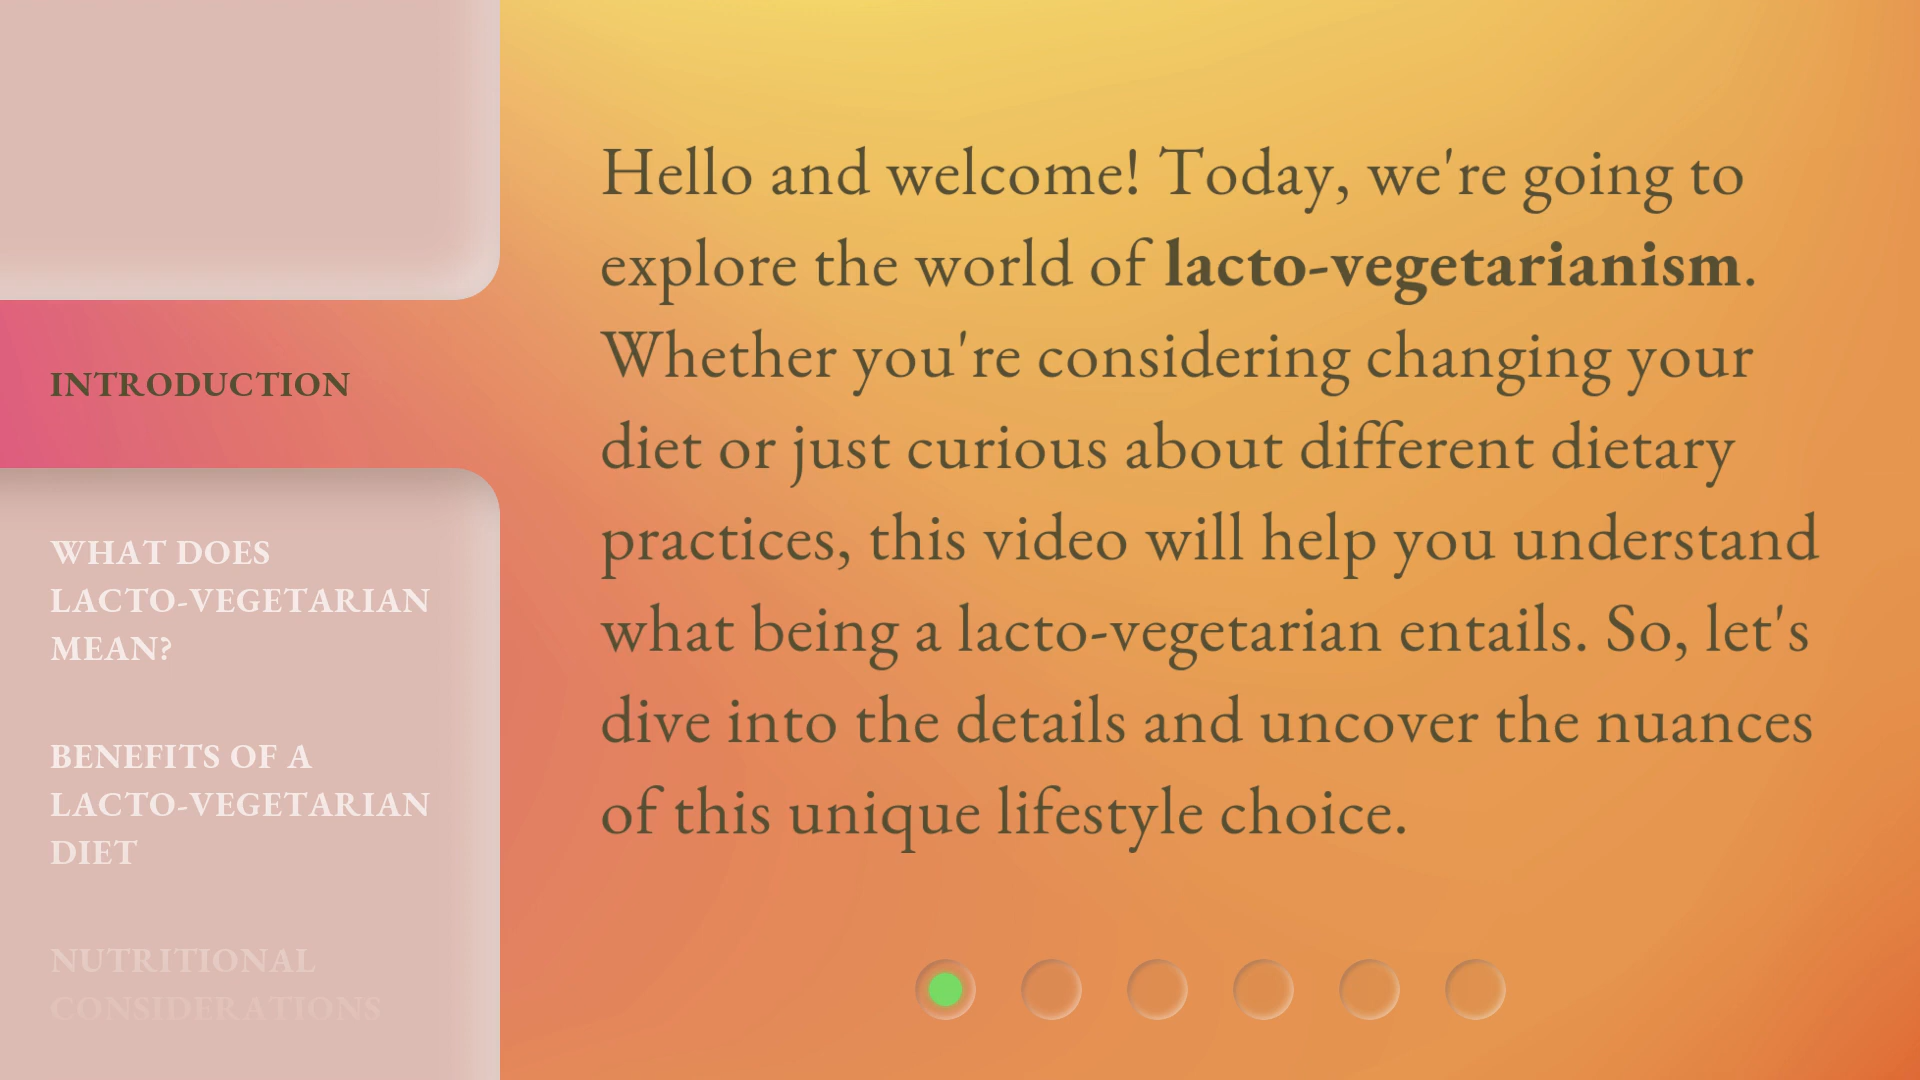 INTRODUCTION
WHAT DOES
LACTO-VEGETARIAN
MEAN?
BENEFITS OF A
LACTO-VEGETARIAN
DIET
NUTRITIONAL
CONSIDERATIONS
Hello and welcome! Today, we're going to
explore the world of lacto-vegetarianism.
Whether you're considering changing your
diet or just curious about different dietary
practices, this video will help you understand
what being a lacto-vegetarian entails. So, let's
dive into the details and uncover the nuances
of this unique lifestyle choice.